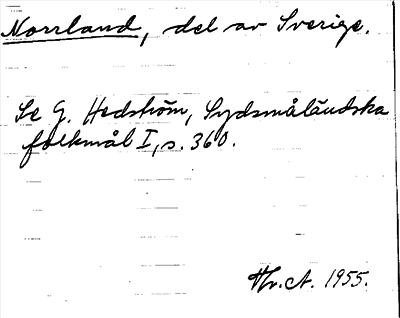 Norrland, del av Sverige.
Se G. Hedström, Sydsmåländska
folkmål I, s. 360.
Hr. A. 1955.